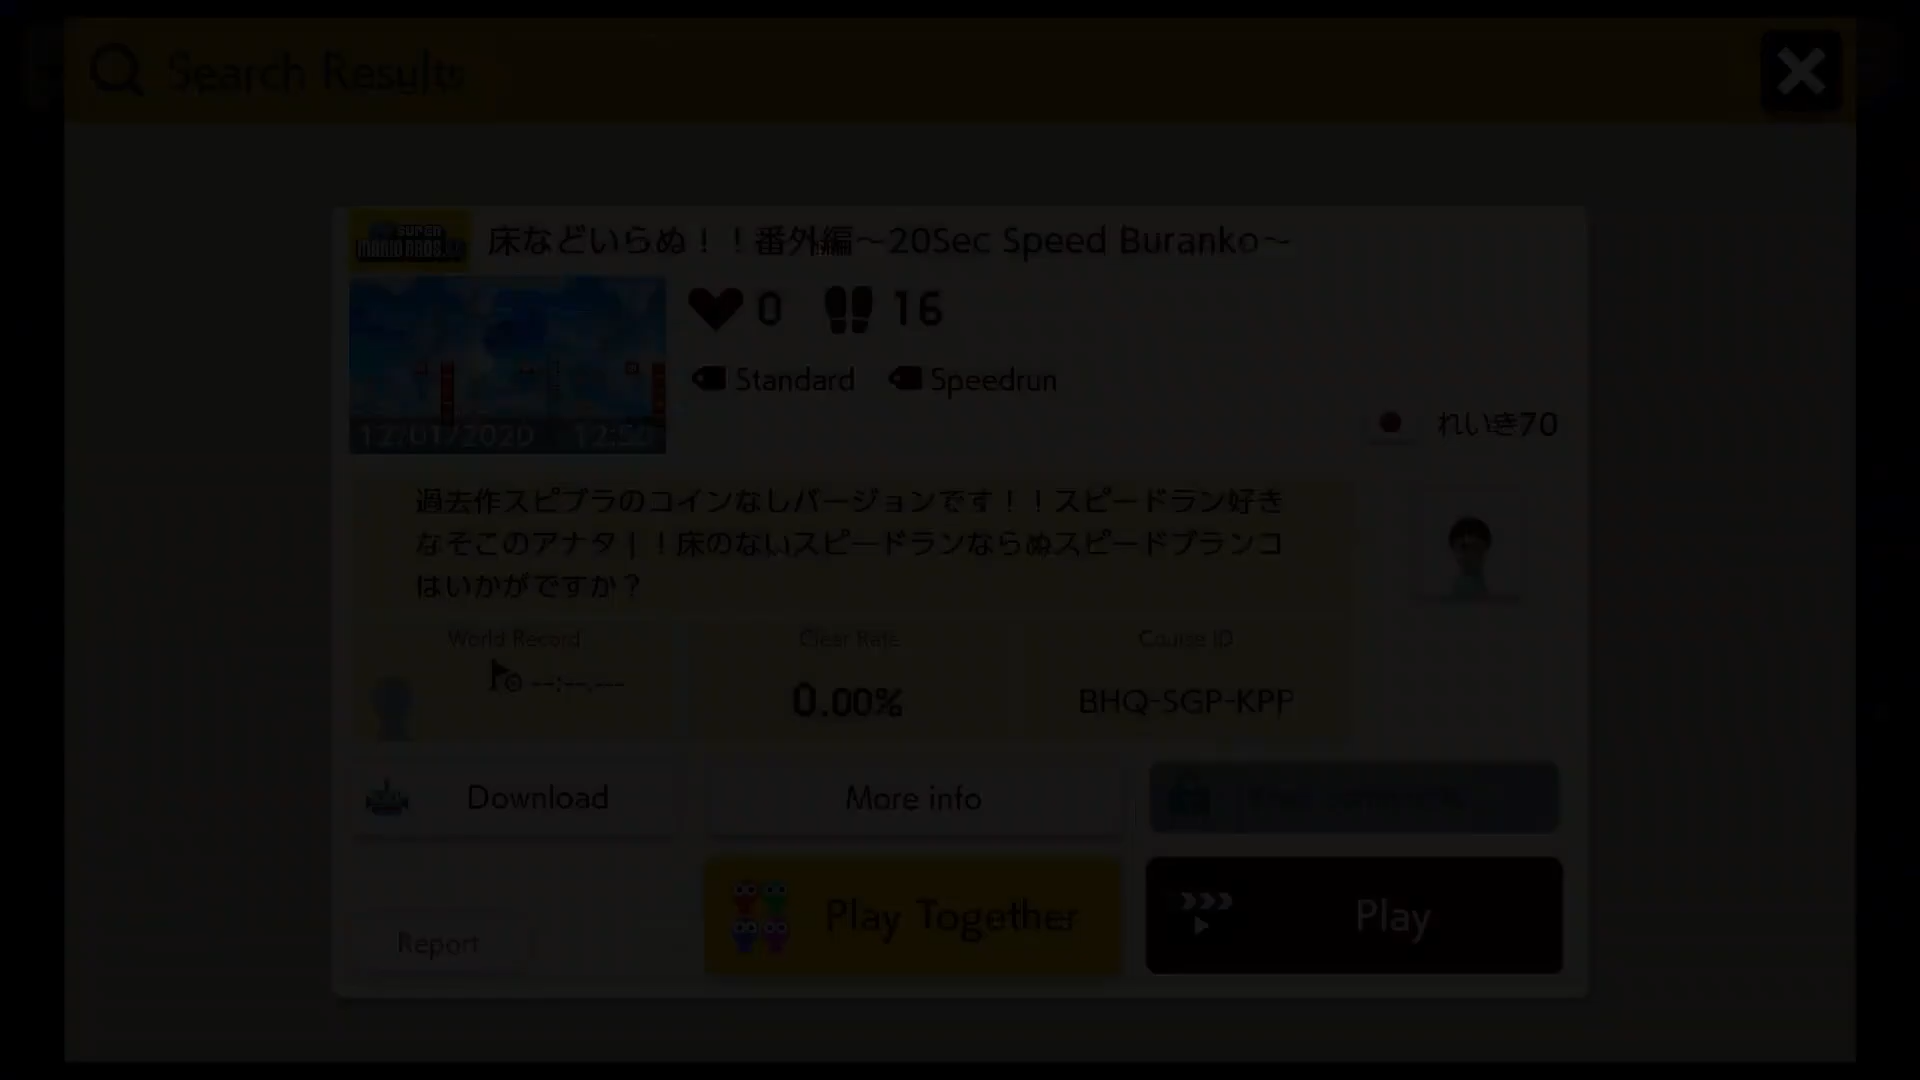 Search Results
SUPER
MARIO BROS.
床などいらぬ！！番外編～20Sec Speed Buranko～
0 16
Standard Speedrun
12/01/2020 12:50
れいき70
過去作スピブラのコインなしバージョンです！！スピードラン好き
なそこのアナタ！！床のないスピードランならぬスピードブランコ
はいかがですか？
World Record Clear Rate Course ID
--:--.---
0.00%
BHQ-SGP-KPP
Download More info
Play Together Play
Report